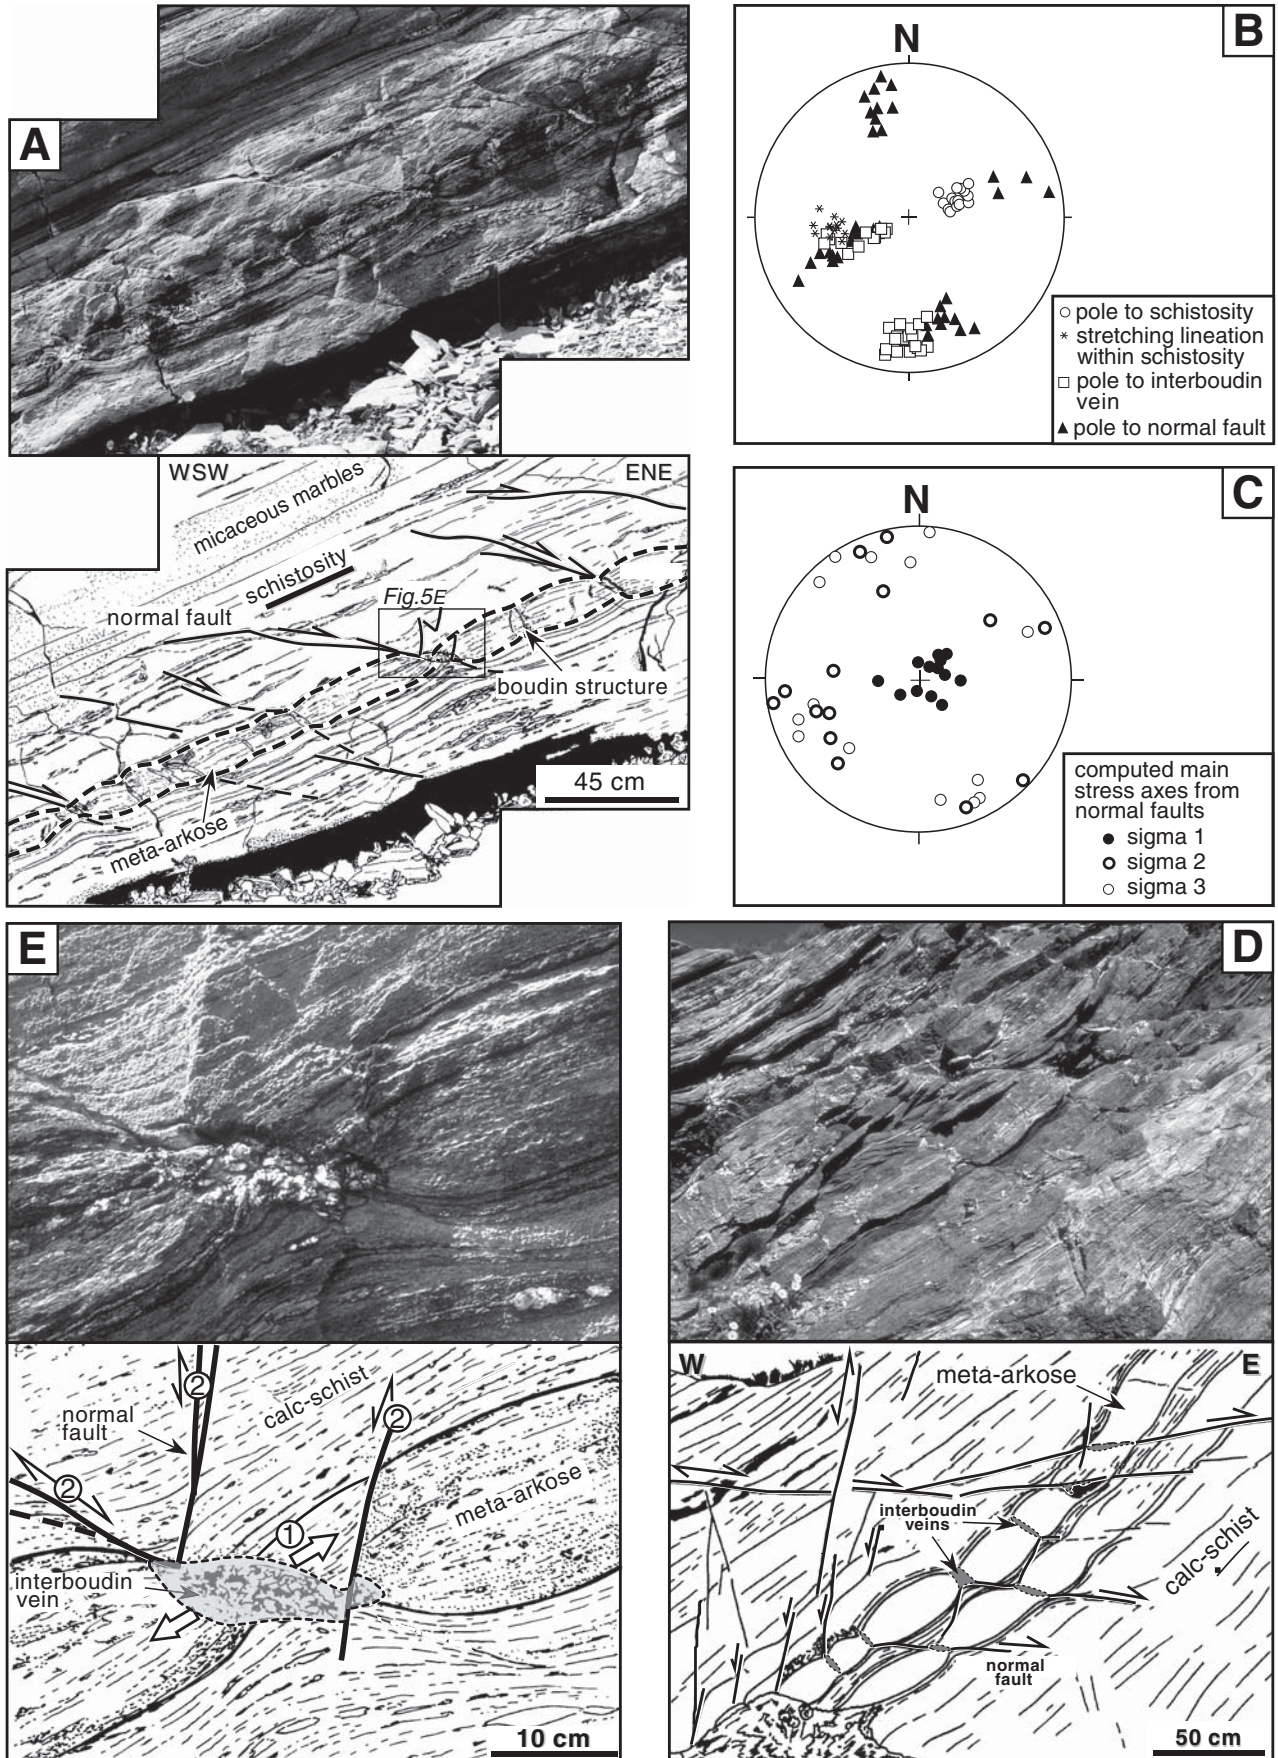 A
B
N
pole to schistosity
stretching lineation
within schistosity
pole to interboudin
vein
pole to normal fault
WSW
ENE
micaceous marbles
schistosity
Fig.5E
normal fault
boudin structure
45 cm
meta-arkose
C
N
computed main
stress axes from
normal faults
sigma 1
sigma 2
sigma 3
E
D
2
calc-schist
2
normal
fault
2
meta-arkose
1
interboudin
vein
10 cm
W
E
meta-arkose
interboudin
veins
calc-schist
normal
fault
50 cm